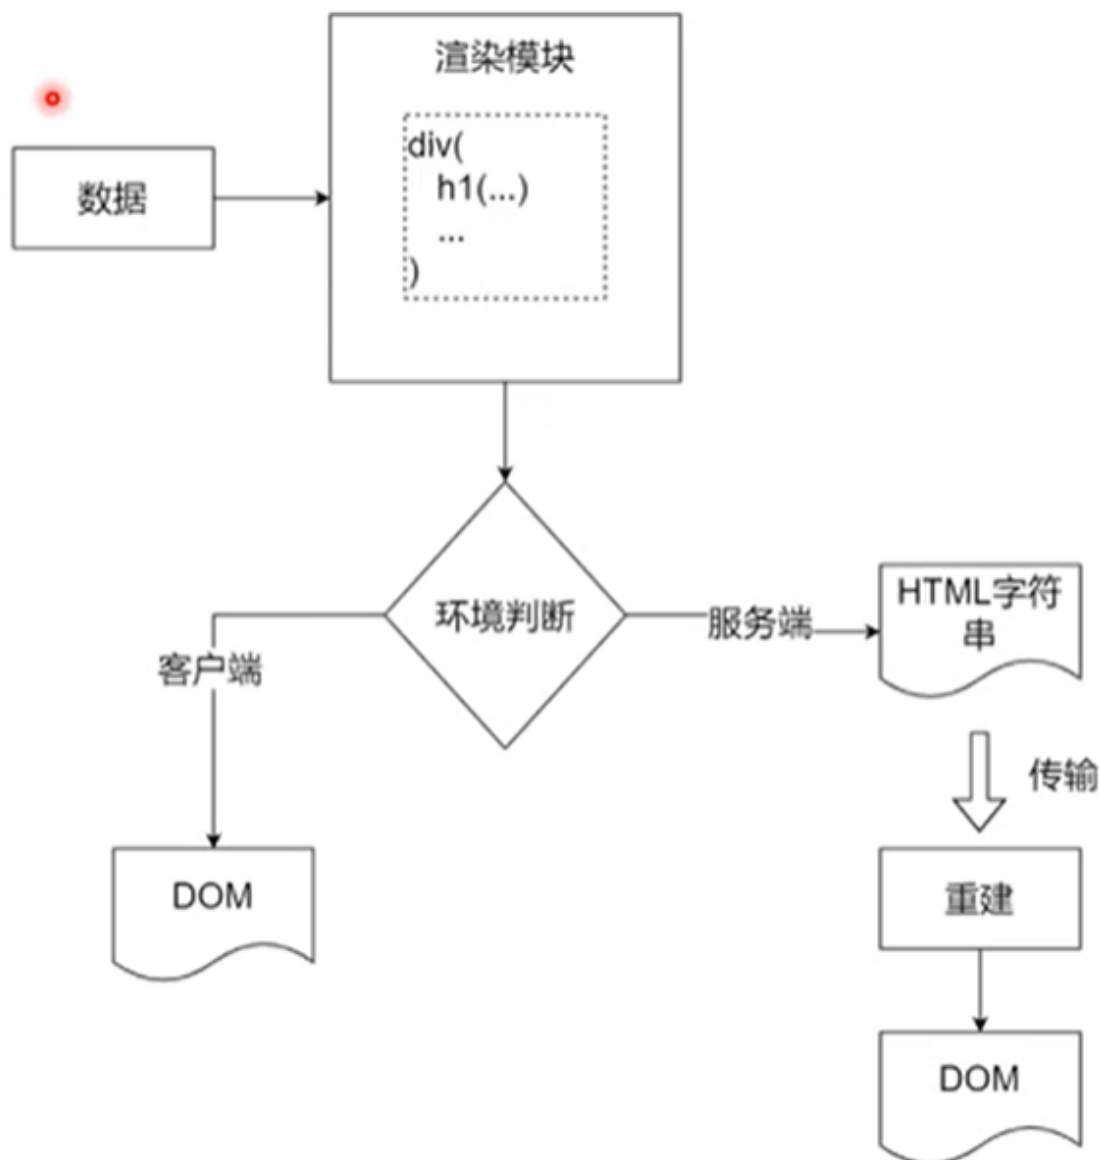 渲染模块
div(
h1(...)
...
)
数据
环境判断
服务端
HTML字符
串
客户端
传输
DOM
重建
DOM